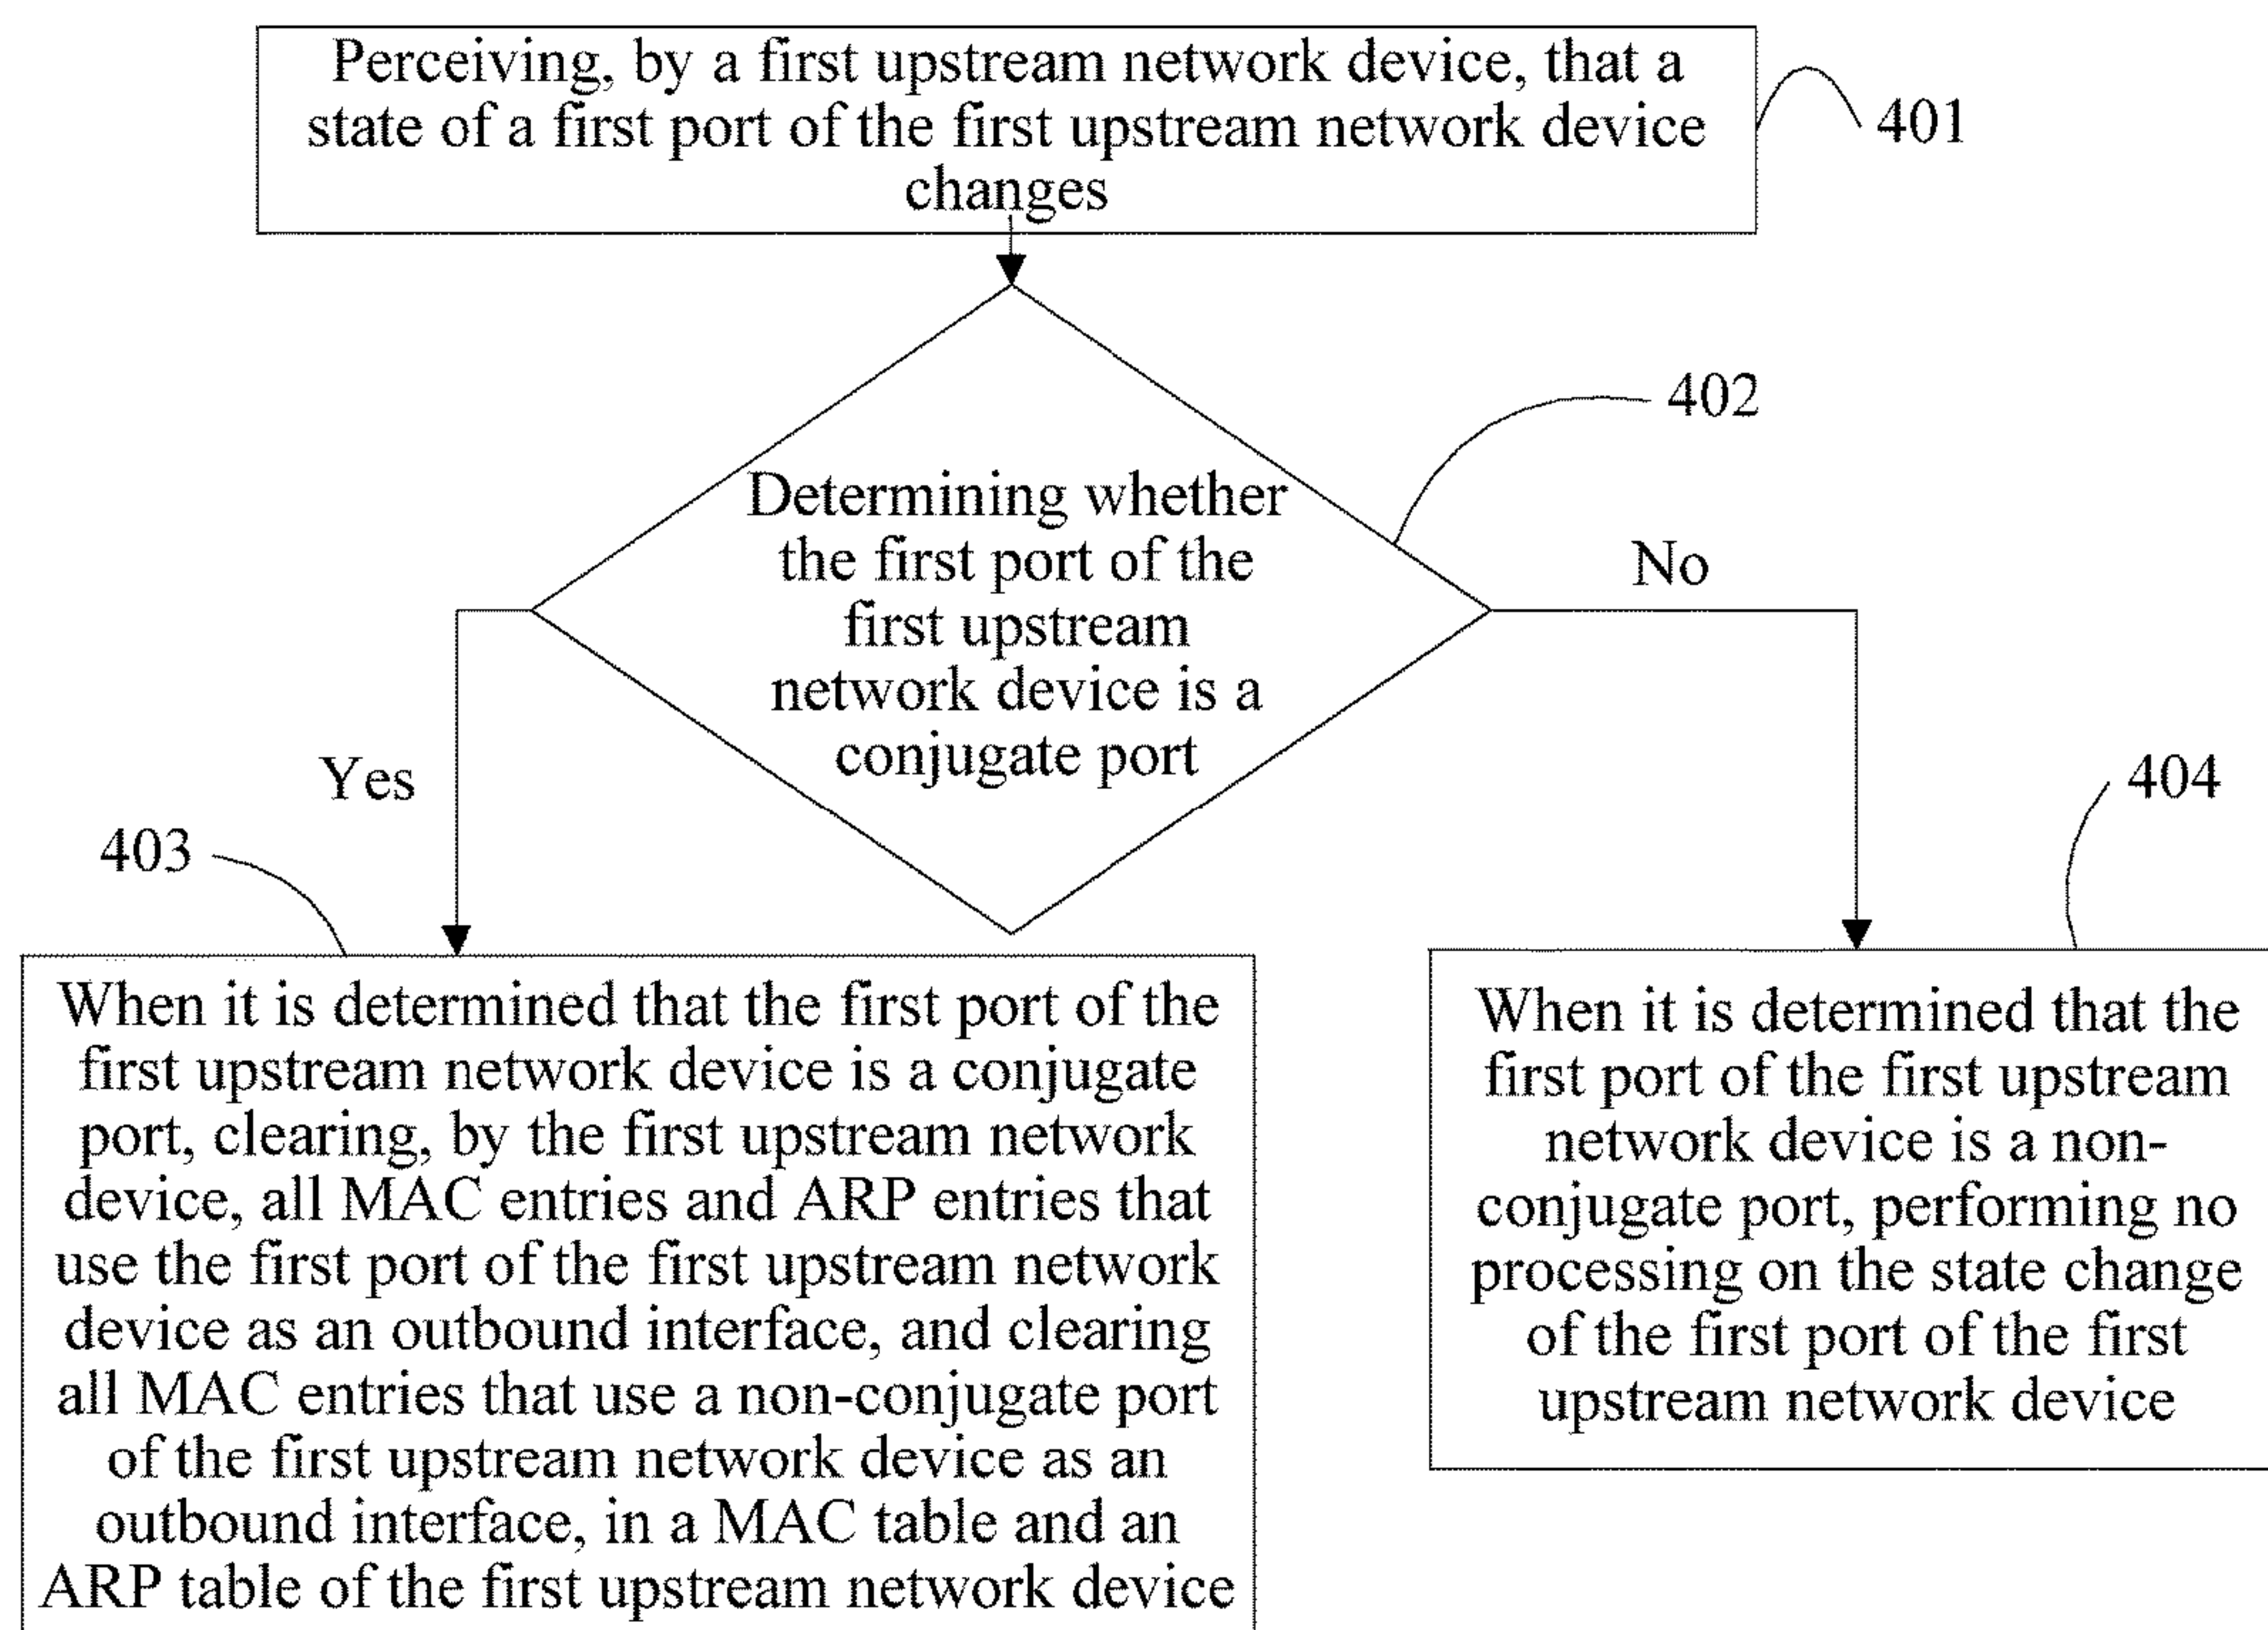 Perceiving, by a first upstream network device, that a
state of a first port of the first upstream network device
changes
401
402
Determining whether
the first port of the
first upstream
network device is a
conjugate port
No
Yes
403
404
When it is determined that the first port of the
first upstream network device is a conjugate
port, clearing, by the first upstream network
device, all MAC entries and ARP entries that
use the first port of the first upstream network
device as an outbound interface, and clearing
all MAC entries that use a non-conjugate port
of the first upstream network device as an
outbound interface, in a MAC table and an
ARP table of the first upstream network device
When it is determined that the
first port of the first upstream
network device is a non-
conjugate port, performing no
processing on the state change
of the first port of the first
upstream network device